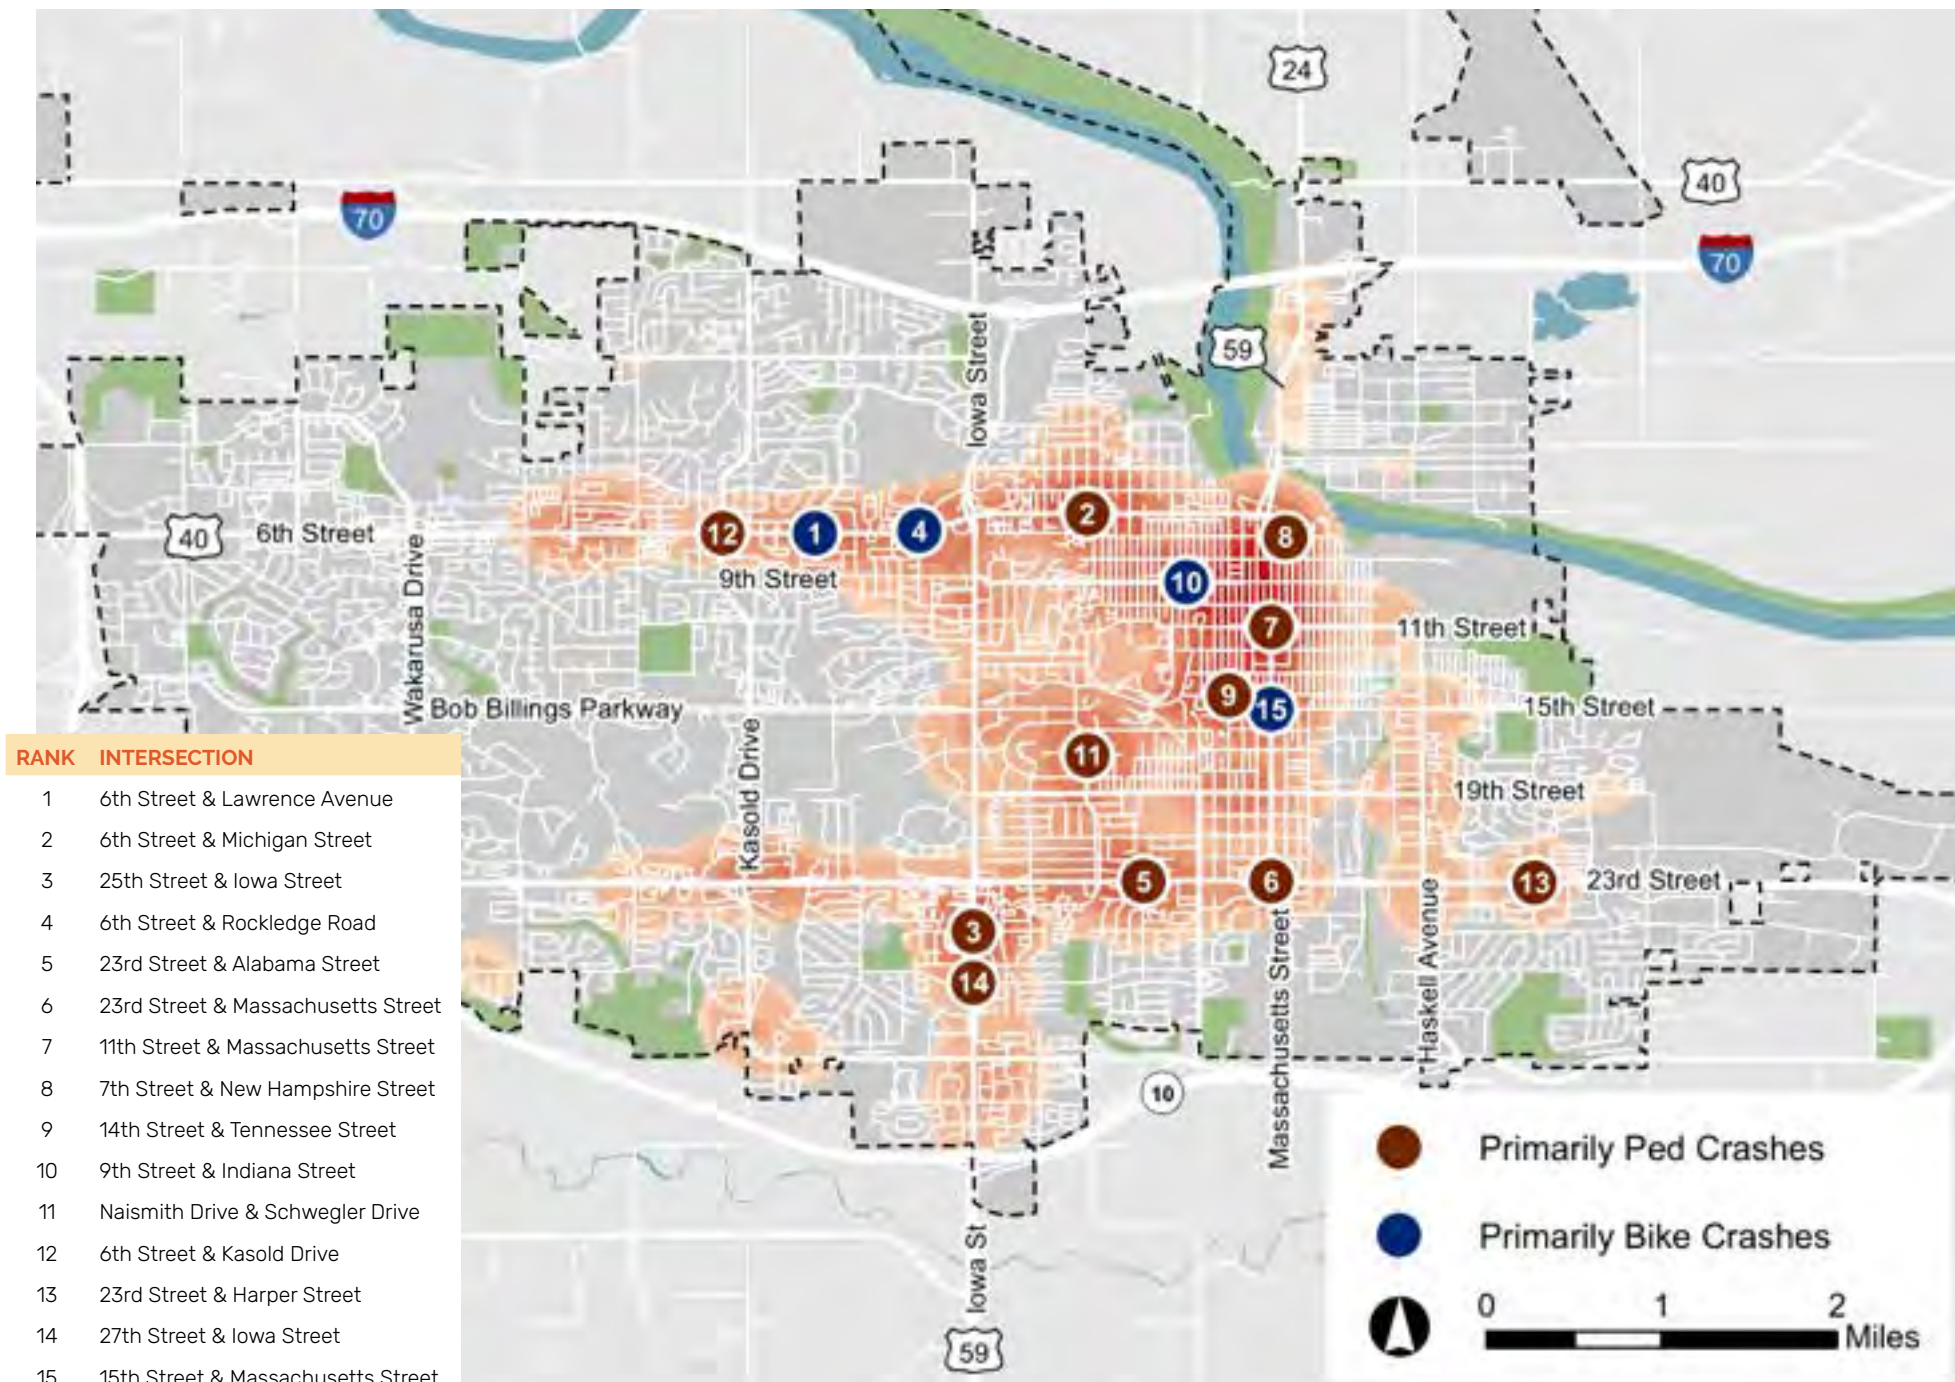 24
40
70
70
59
Iowa Street
40
6th Street
12
1
4
2
8
9th Street
10
Wakarusa Drive
7
11th Street
Bob Billings Parkway
9
15
15th Street
Kasold Drive
11
19th Street
5
6
13
23rd Street
3
14
Massachusetts Street
Haskell Avenue
10
Iowa St
59
RANK INTERSECTION
1 6th Street & Lawrence Avenue
2 6th Street & Michigan Street
3 25th Street & Iowa Street
4 6th Street & Rockledge Road
5 23rd Street & Alabama Street
6 23rd Street & Massachusetts Street
7 11th Street & Massachusetts Street
8 7th Street & New Hampshire Street
9 14th Street & Tennessee Street
10 9th Street & Indiana Street
11 Naismith Drive & Schwegler Drive
12 6th Street & Kasold Drive
13 23rd Street & Harper Street
14 27th Street & Iowa Street
15 15th Street & Massachusetts Street
Primarily Ped Crashes
Primarily Bike Crashes
0 1 2
Miles